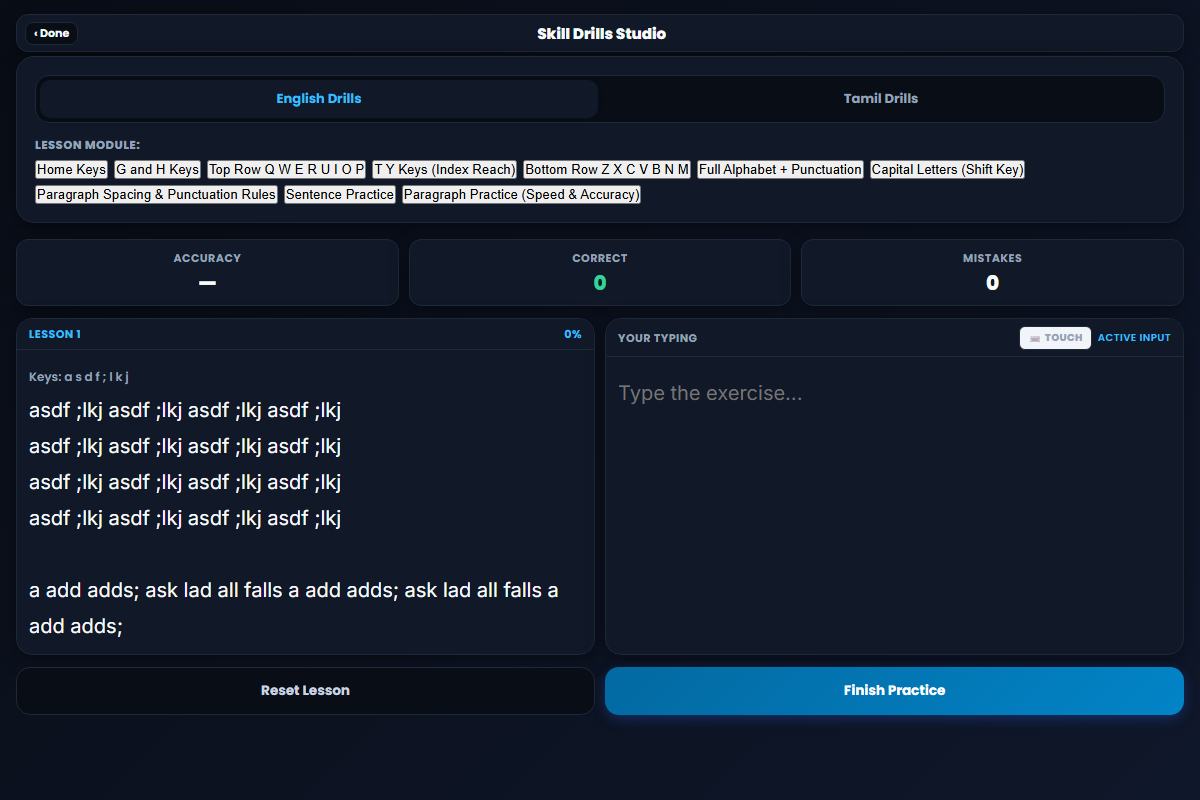 ‹ Done
Skill Drills Studio
English Drills
Tamil Drills
LESSON MODULE:
Home Keys G and H Keys Top Row Q W E R U I O P T Y Keys (Index Reach) Bottom Row Z X C V B N M Full Alphabet + Punctuation Capital Letters (Shift Key)
Paragraph Spacing & Punctuation Rules Sentence Practice Paragraph Practice (Speed & Accuracy)
ACCURACY
—
CORRECT
0
MISTAKES
0
LESSON 1
0%
Keys: a s d f ; l k j
asdf ;lkj asdf ;lkj asdf ;lkj asdf ;lkj
asdf ;lkj asdf ;lkj asdf ;lkj asdf ;lkj
asdf ;lkj asdf ;lkj asdf ;lkj asdf ;lkj
asdf ;lkj asdf ;lkj asdf ;lkj asdf ;lkj
a add adds; ask lad all falls a add adds; ask lad all falls a
add adds;
YOUR TYPING
TOUCH
ACTIVE INPUT
Type the exercise...
Reset Lesson
Finish Practice